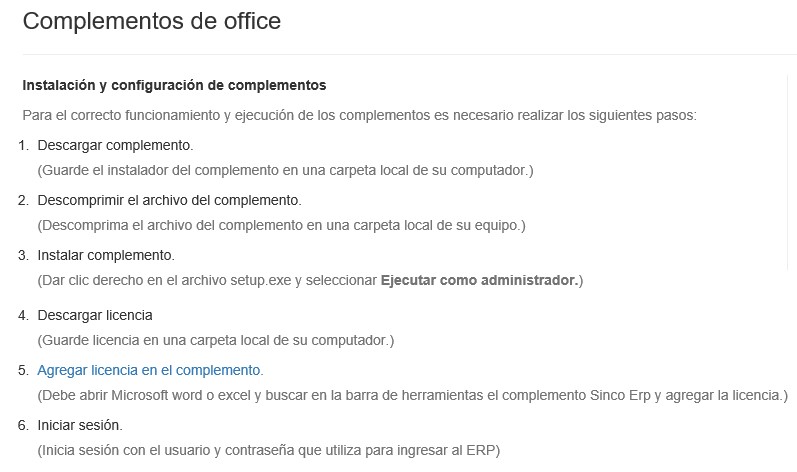 Complementos de office
Instalación y configuración de complementos
Para el correcto funcionamiento y ejecución de los complementos es necesario realizar los siguientes pasos:
1. Descargar complemento.
(Guarde el instalador del complemento en una carpeta local de su computador.)
2. Descomprimir el archivo del complemento.
(Descomprima el archivo del complemento en una carpeta local de su equipo.)
3. Instalar complemento.
(Dar clic derecho en el archivo setup.exe y seleccionar Ejecutar como administrador.)
4. Descargar licencia
(Guarde licencia en una carpeta local de su computador.)
5. Agregar licencia en el complemento.
(Debe abrir Microsoft word o excel y buscar en la barra de herramientas el complemento Sinco Erp y agregar la licencia.)
6. Iniciar sesión.
(Inicia sesión con el usuario y contraseña que utiliza para ingresar al ERP)